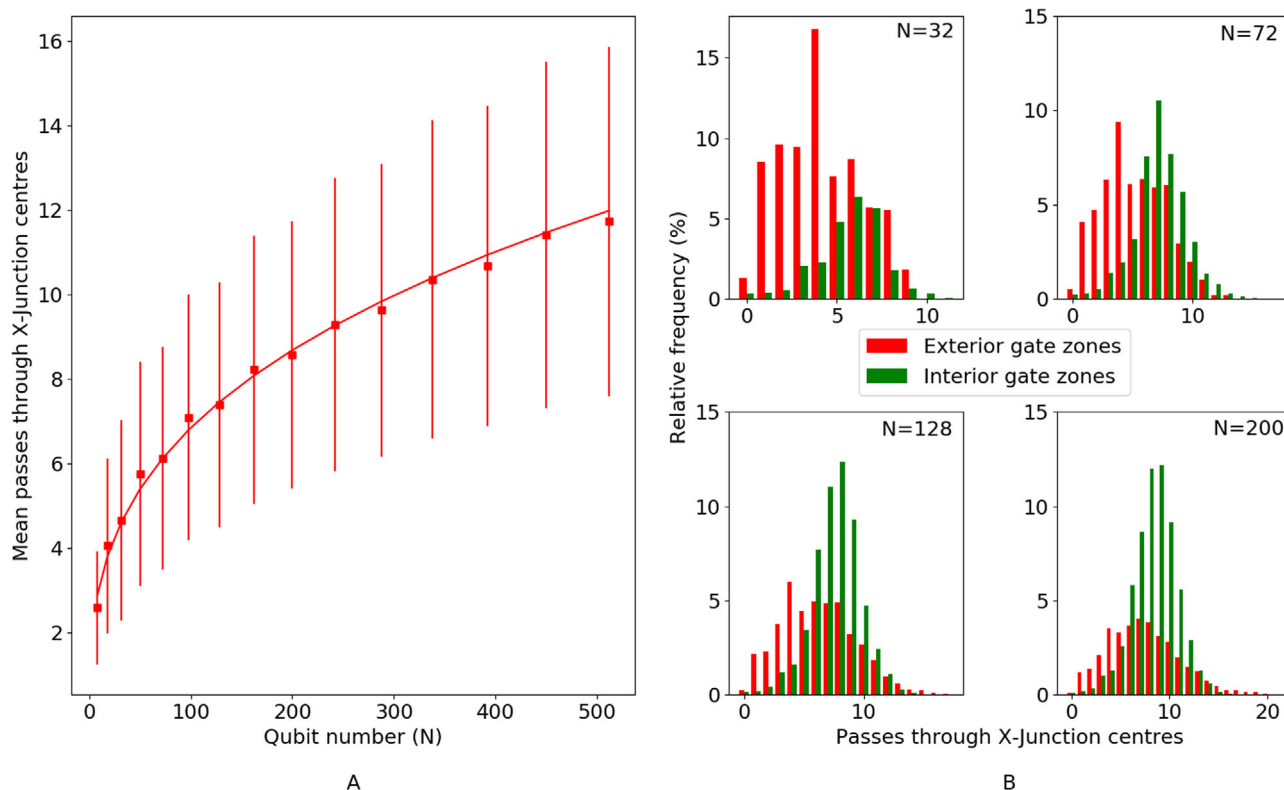 Mean passes through X-Junction centres
16
14
12
10
8
6
4
2
0 100 200 300 400 500
Qubit number (N)
A
Relative frequency (%)
N=32
15
10
5
0
0 5 10
N=72
15
10
5
0
0 10
Exterior gate zones
Interior gate zones
N=128
15
10
5
0
0 10
N=200
15
10
5
0
0 10 20
Passes through X-Junction centres
B